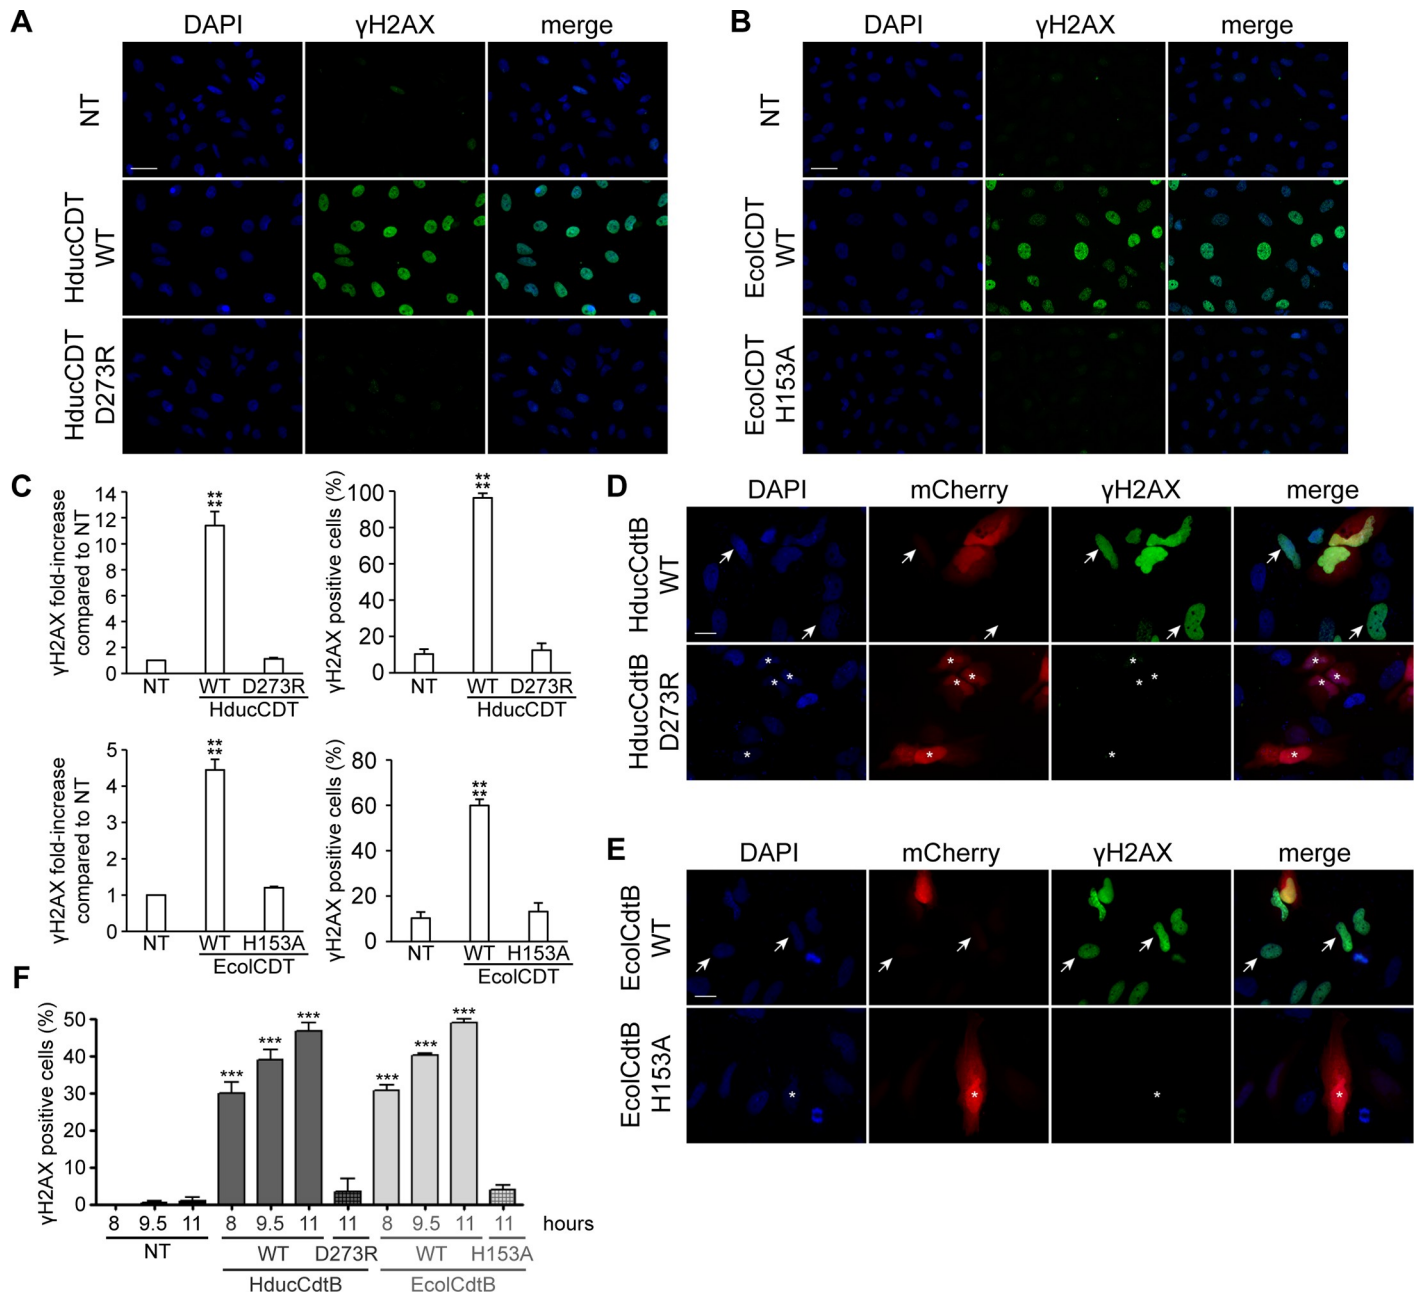 A
DAPI
γH2AX
merge
NT
HducCDT
WT
HducCDT
D273R
B
DAPI
γH2AX
merge
NT
EcolCDT
WT
EcolCDT
H153A
C
γH2AX fold-increase
compared to NT
14
12
10
8
6
4
2
0
**
**
NT
WT
D273R
HducCDT
γH2AX positive cells (%)
100
80
60
40
20
0
**
**
NT
WT
D273R
HducCDT
γH2AX fold-increase
compared to NT
5
4
3
2
1
0
**
**
NT
WT
H153A
EcolCDT
γH2AX positive cells (%)
80
60
40
20
0
**
**
NT
WT
H153A
EcolCDT
D
DAPI
mCherry
γH2AX
merge
HducCdtB
WT
HducCdtB
D273R
* * * *
* * * *
* * * *
* * * *
E
DAPI
mCherry
γH2AX
merge
EcolCdtB
WT
EcolCdtB
H153A
* * * *
F
γH2AX positive cells (%)
50
40
30
20
10
0
*** *** *** *** *** ***
8 9.5 11 8 9.5 11 11 8 9.5 11 11 hours
NT WT D273R WT H153A
HducCdtB EcolCdtB